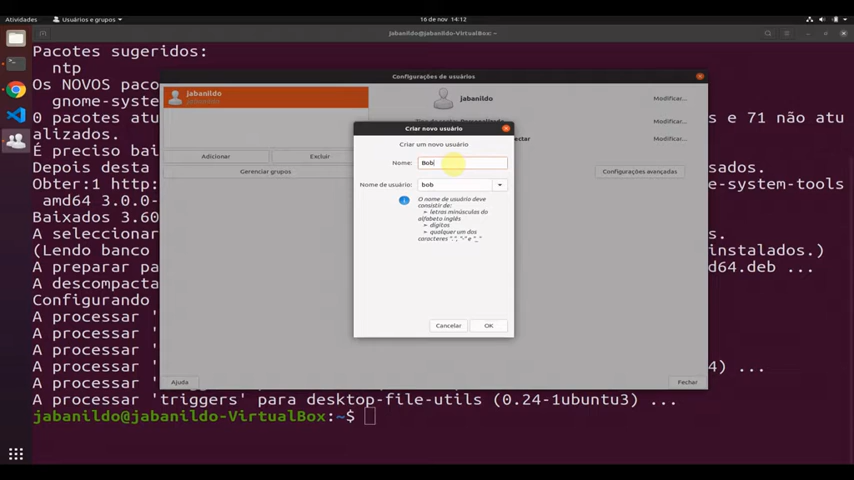 Atividades
Usuários e grupos
16 de nov 14:12
jabanildo@jabanildo-VirtualBox: ~
Pacotes sugeridos:
ntp
Os NOVOS paco
gnome-syste
0 pacotes atu
s e 71 não atu
alizados.
É preciso baix
Depois desta
sados.
Obter:1 http:
e-system-tools
amd64 3.0.0-
Baixados 3.60
A seleccionar
(Lendo banco
instalados.)
A preparar pa
md64.deb ...
A descompacta
Configurando
A processar '
A processar '
A processar '
A processar '
4) ...
A processar 'triggers' para desktop-file-utils (0.24-1ubuntu3) ...
jabanildo@jabanildo-VirtualBox:~$
Configurações de usuários
jabanildo
jabanildo
Adicionar
Excluir
Gerenciar grupos
jabanildo
Modificar...
Modificar...
Modificar...
Configurações avançadas
Ajuda
Fechar
Criar novo usuário
Criar um novo usuário
Nome:
Bob
Nome de usuário:
bob
O nome de usuário deve
consistir de:
➢ letras minúsculas do
alfabeto inglês
➢ dígitos
➢ qualquer um dos
caracteres ".", "-" e "_"
Cancelar
OK